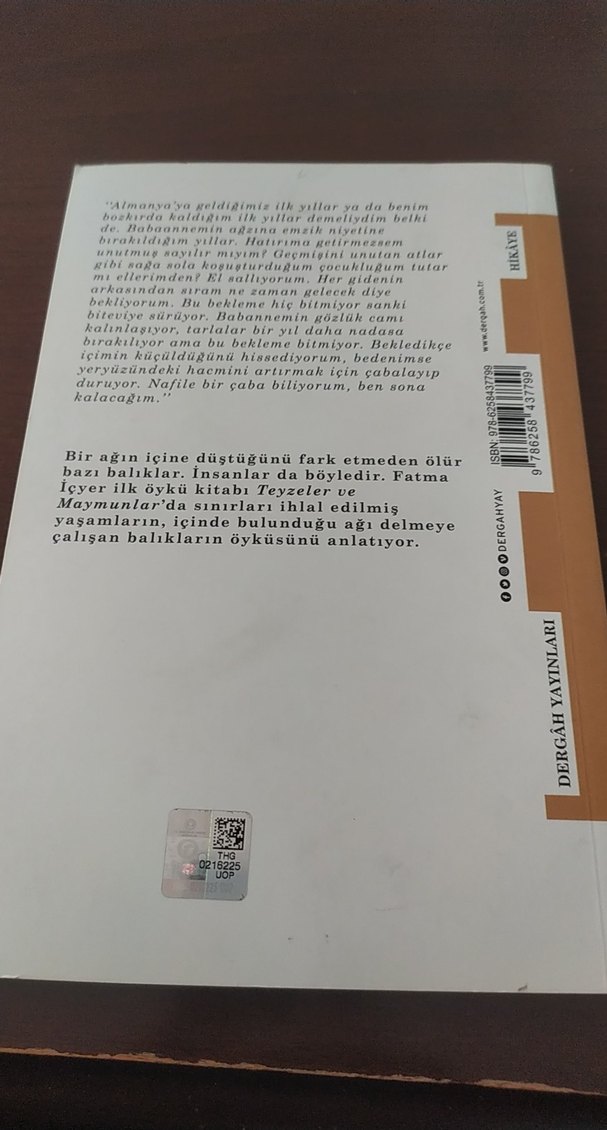 "Almanya'ya geldiğimiz ilk yıllar ya da benim
bozkırda kaldığım ilk yıllar demeliydim belki
de. Babaannemin ağzına emzik niyetine
bırakıldığım yıllar. Hatırıma getirmezsem
unutmuş sayılır mıyım? Geçmişini unutan atlar
gibi sağa sola koşuşturduğum çocukluğum tutar
mı ellerimden? El sallıyorum. Her gidenin
arkasından sıram ne zaman gelecek diye
bekliyorum. Bu bekleme hiç bitmiyor sanki
biteviye sürüyor. Babannemin gözlük camı
kalınlaşıyor, tarlalar bir yıl daha nadasa
bırakılıyor ama bu bekleme bitmiyor. Bekledikçe
içimin küçüldüğünü hissediyorum, bedenimse
yeryüzündeki hacmini artırmak için çabalayıp
duruyor. Nafile bir çaba biliyorum, ben sona
kalacağım."
Bir ağın içine düştüğünü fark etmeden ölür
bazı balıklar. İnsanlar da böyledir. Fatma
İçyer ilk öykü kitabı Teyzeler ve
Maymunlar'da sınırları ihlal edilmiş
yaşamların, içinde bulunduğu ağı delmeye
çalışan balıkların öyküsünü anlatıyor.
HİKÂYE
www.dergah.com.tr
ISBN: 978-6258437799
9 786258 437799
DERGAHYAY
DERGÂH YAYINLARI
THG
0216225
UOP